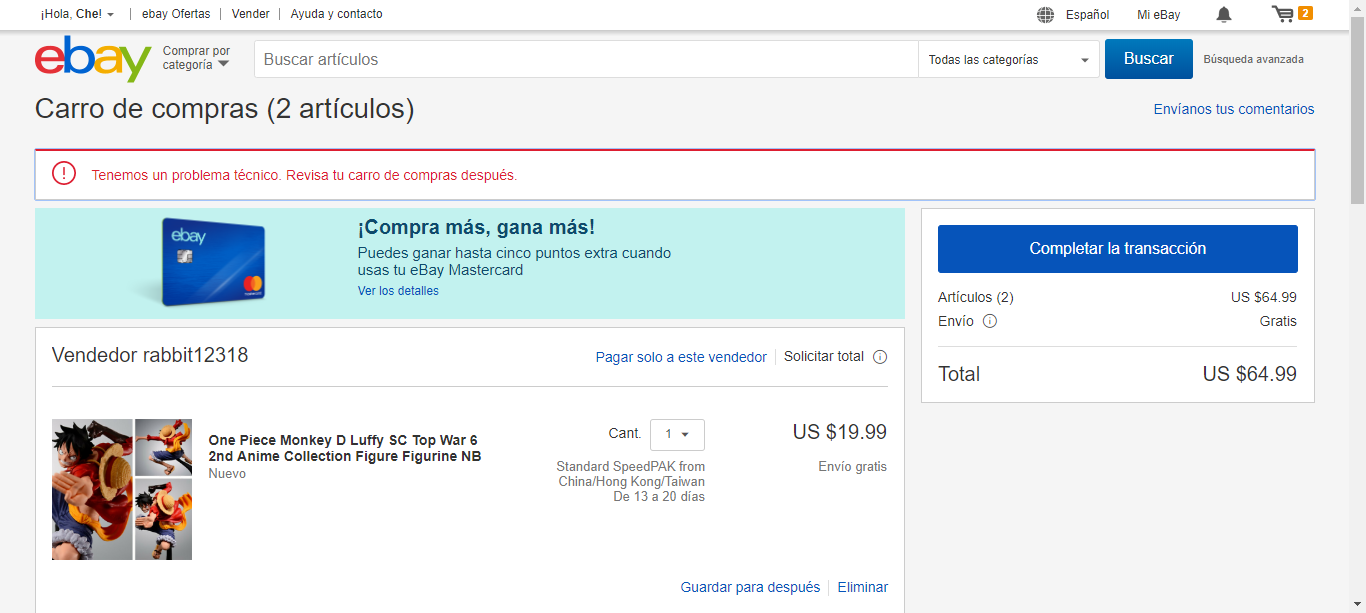 ¡Hola, Che!
ebay Ofertas
Vender
Ayuda y contacto
Español
Mi eBay
2
ebay
Comprar por
categoría
Buscar artículos
Todas las categorías
Buscar
Búsqueda avanzada
Carro de compras (2 artículos)
Envíanos tus comentarios
Tenemos un problema técnico. Revisa tu carro de compras después.
ebay
¡Compra más, gana más!
Puedes ganar hasta cinco puntos extra cuando
usas tu eBay Mastercard
Ver los detalles
Completar la transacción
Artículos (2) US $64.99
Envío Gratis
Total US $64.99
Vendedor rabbit12318
Pagar solo a este vendedor
Solicitar total
One Piece Monkey D Luffy SC Top War 6
2nd Anime Collection Figure Figurine NB
Nuevo
Cant. 1
Standard SpeedPAK from
China/Hong Kong/Taiwan
De 13 a 20 días
US $19.99
Envío gratis
Guardar para después
Eliminar